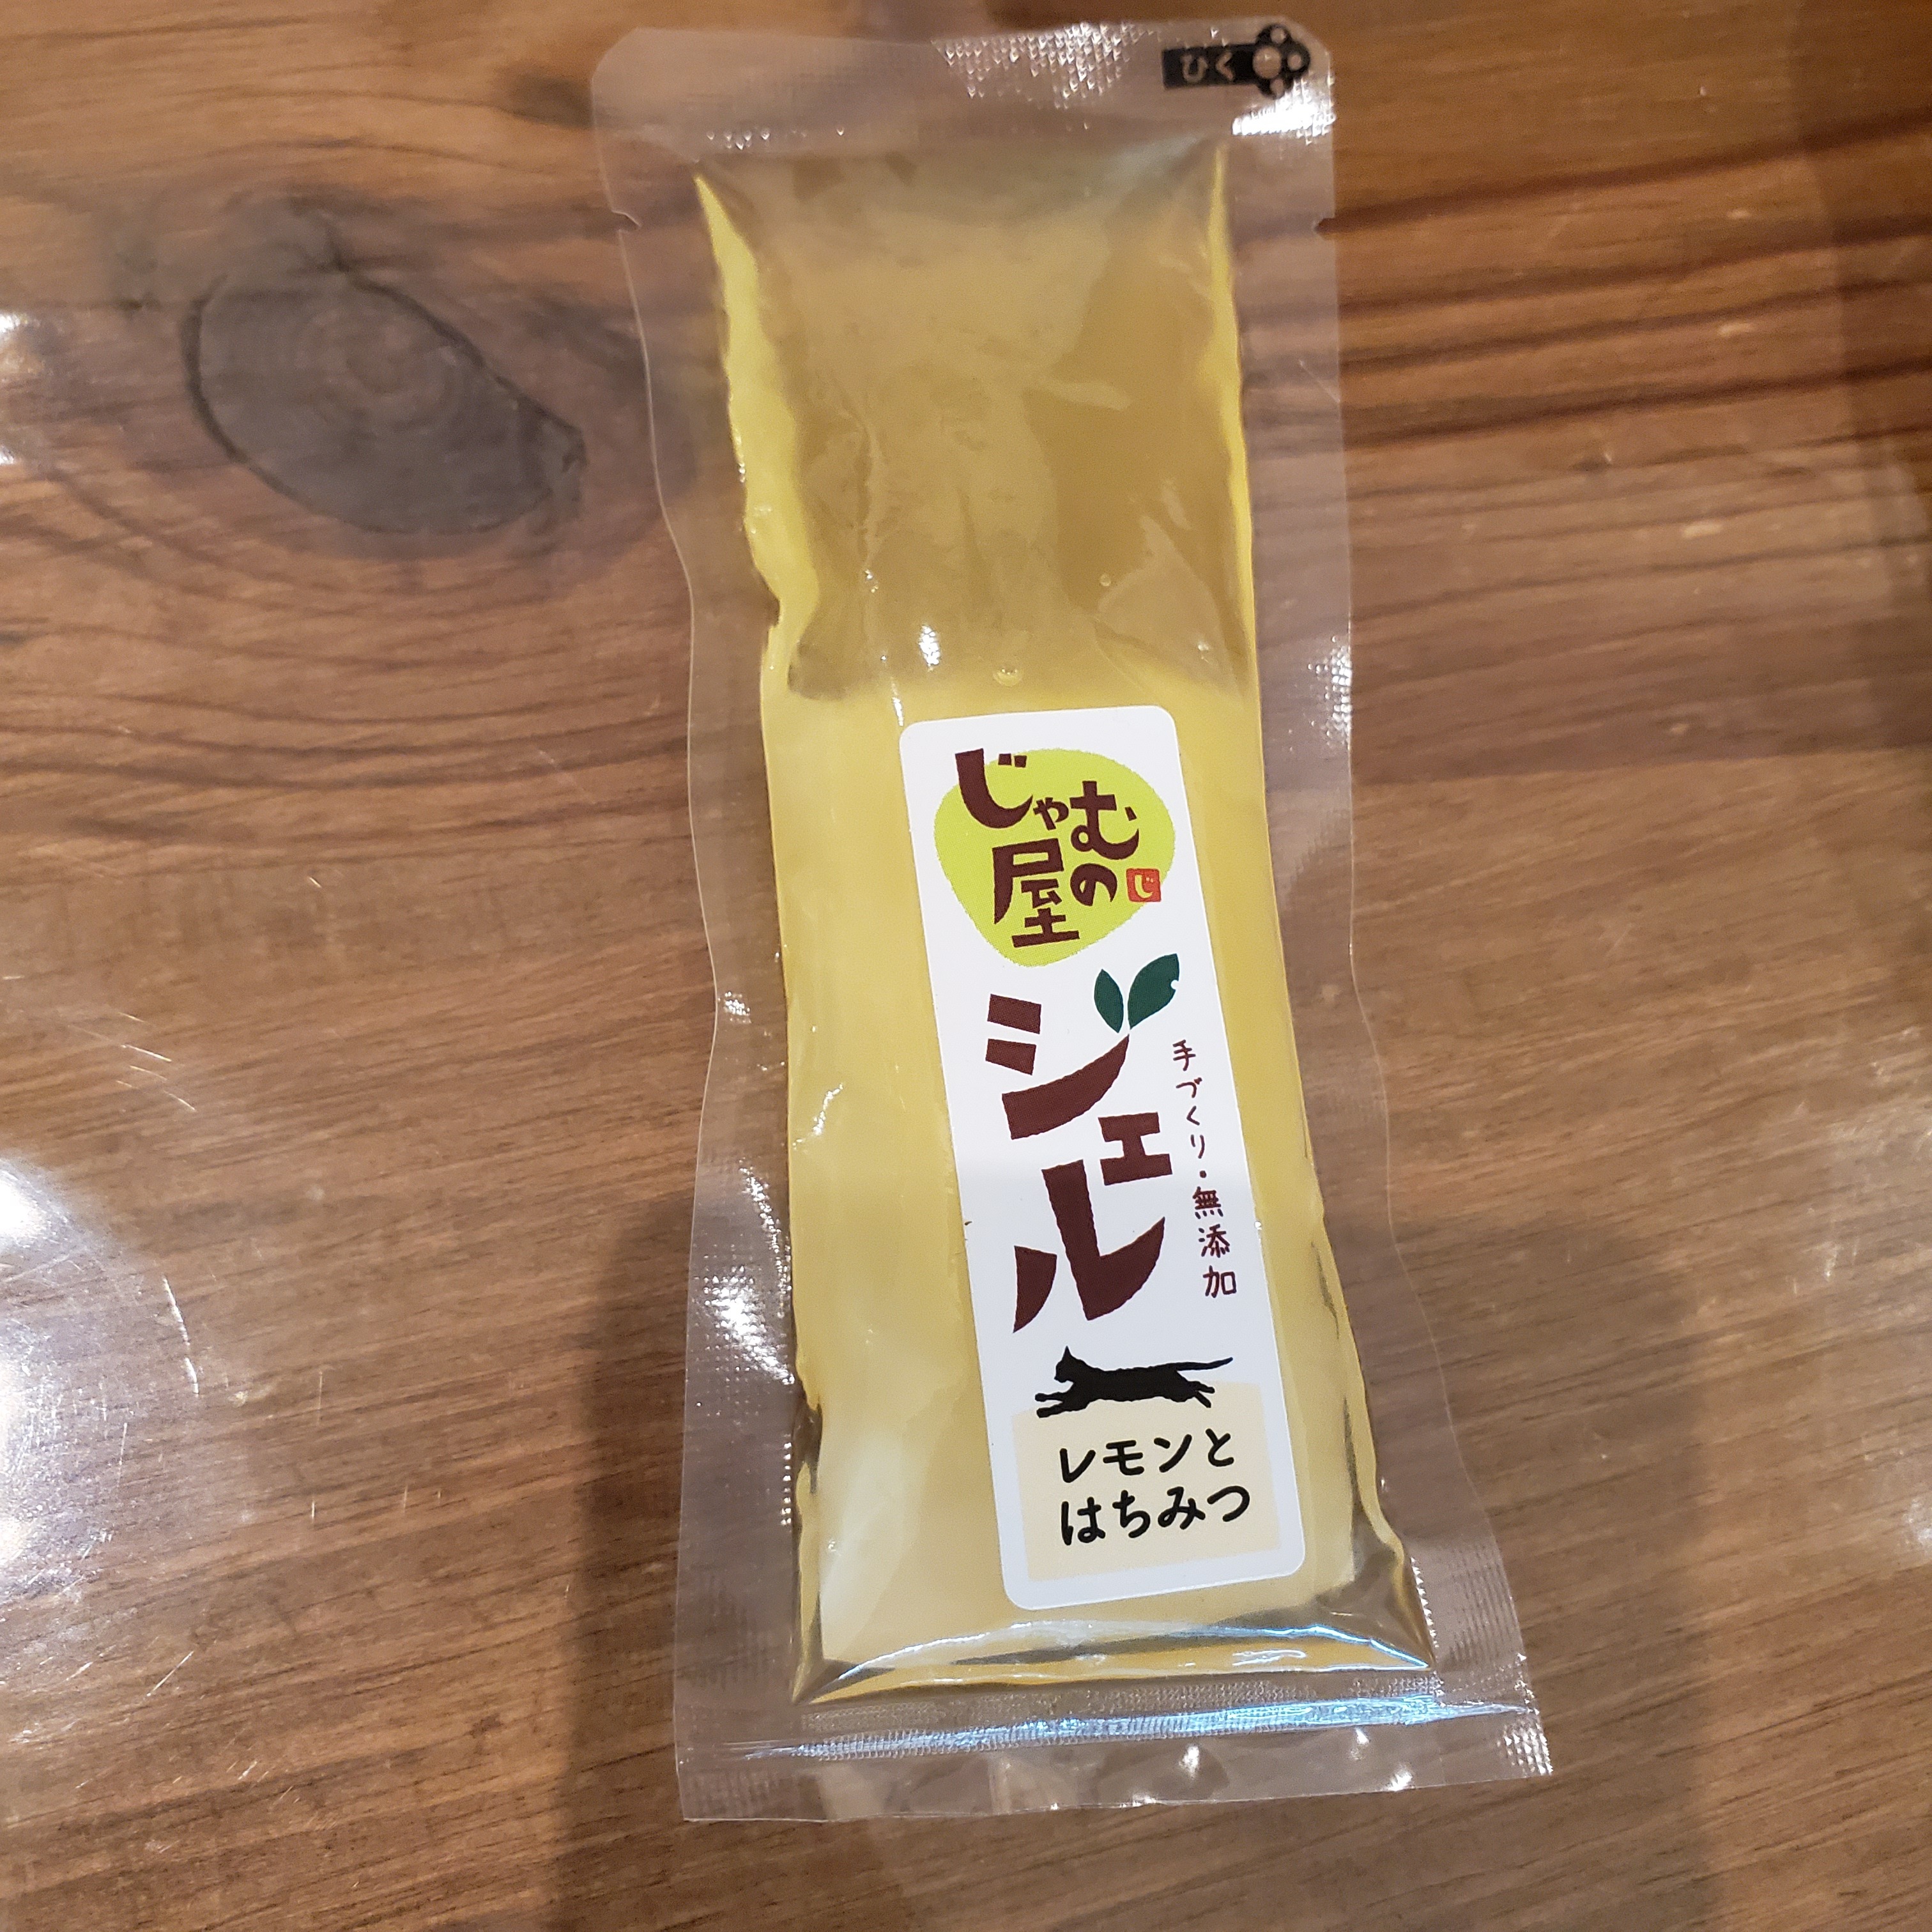 ひく
じゃむの
屋
じ
ジェル
手づくり・無添加
レモンと
はちみつ